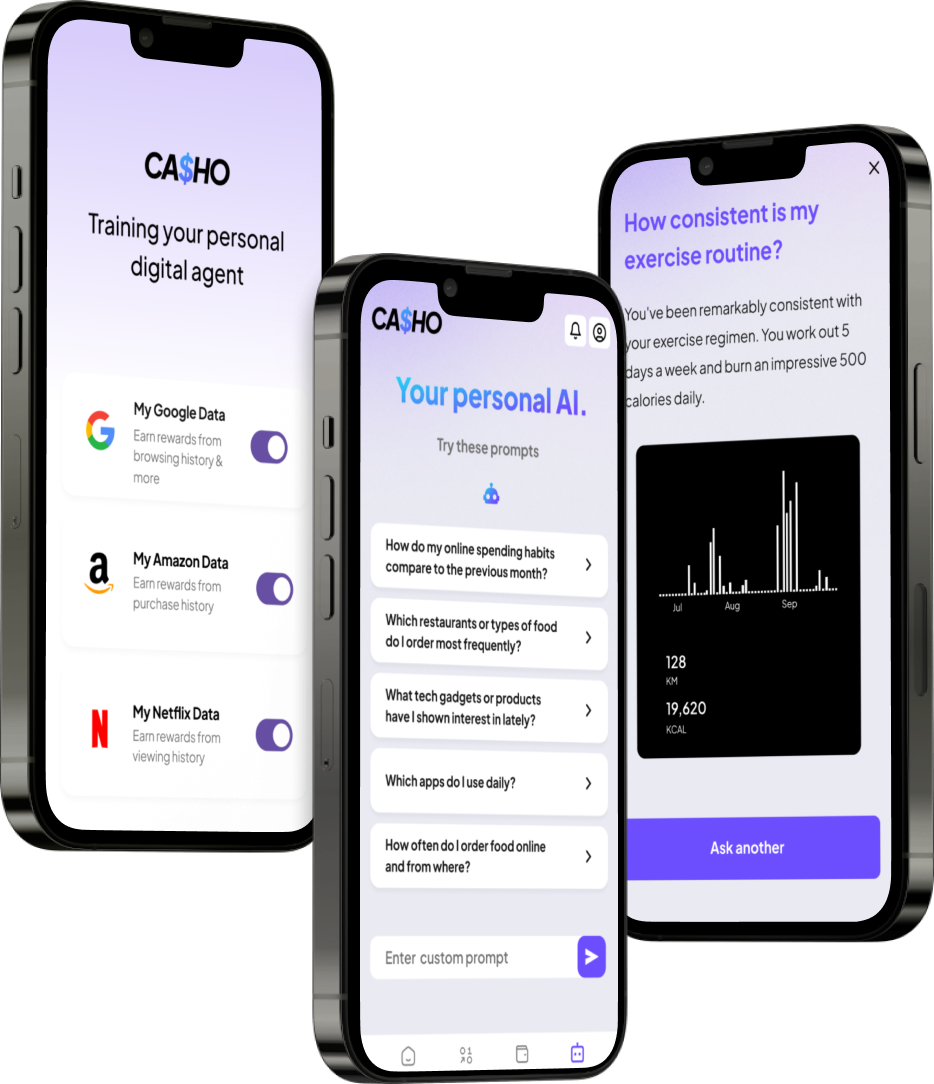 CA$HO
Training your personal
digital agent
My Google Data
Earn rewards from
browsing history &
more
My Amazon Data
Earn rewards from
purchase history
My Netflix Data
Earn rewards from
viewing history
CA$HO
Your personal AI.
Try these prompts
How do my online spending habits
compare to the previous month?
Which restaurants or types of food
do I order most frequently?
What tech gadgets or products
have I shown interest in lately?
Which apps do I use daily?
How often do I order food online
and from where?
Enter custom prompt
How consistent is my
exercise routine?
You've been remarkably consistent with
your exercise regimen. You work out 5
days a week and burn an impressive 500
calories daily.
Jul Aug Sep
128
KM
19,620
KCAL
Ask another